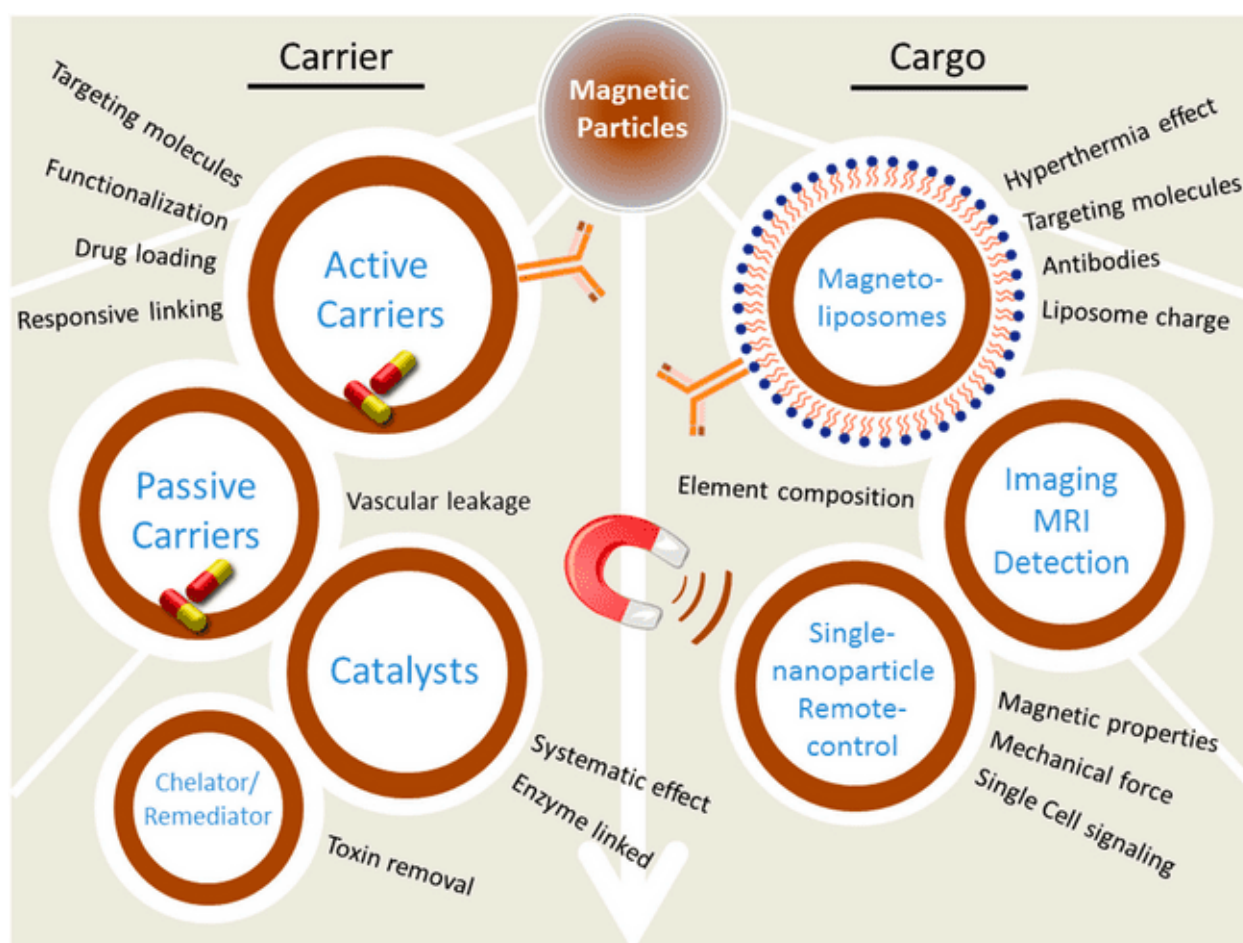 Carrier
Magnetic
Particles
Cargo
Targeting molecules
Functionalization
Drug loading
Responsive linking
Active
Carriers
Hyperthermia effect
Targeting molecules
Antibodies
Liposome charge
Magneto-
liposomes
Passive
Carriers
Vascular leakage
Element composition
Imaging
MRI
Detection
Catalysts
Single-
nanoparticle
Remote-
control
Chelator/
Remediator
Systematic effect
Enzyme linked
Toxin removal
Magnetic properties
Mechanical force
Single Cell signaling